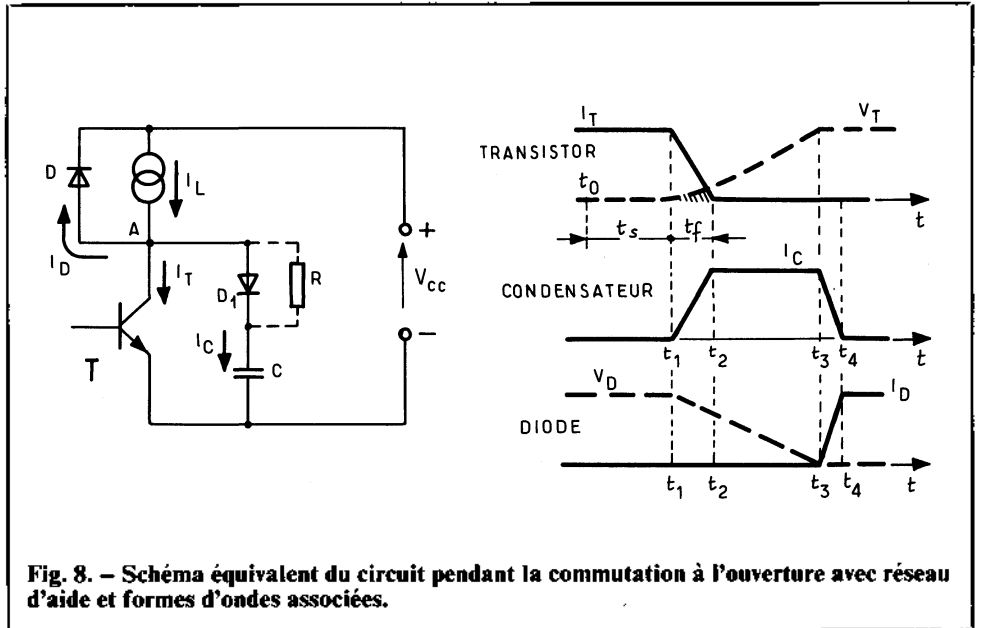 D
I_L
A
I_D
I_T
D_1
R
I_C
C
T
+
V_CC
−
I_T
V_T
TRANSISTOR
t_0
t_s
t_f
t
I_C
CONDENSATEUR
t_1
t_2
t_3
t_4
t
V_D
I_D
DIODE
t_1
t_2
t_3
t_4
t
Fig. 8. – Schéma équivalent du circuit pendant la commutation à l'ouverture avec réseau
d'aide et formes d'ondes associées.